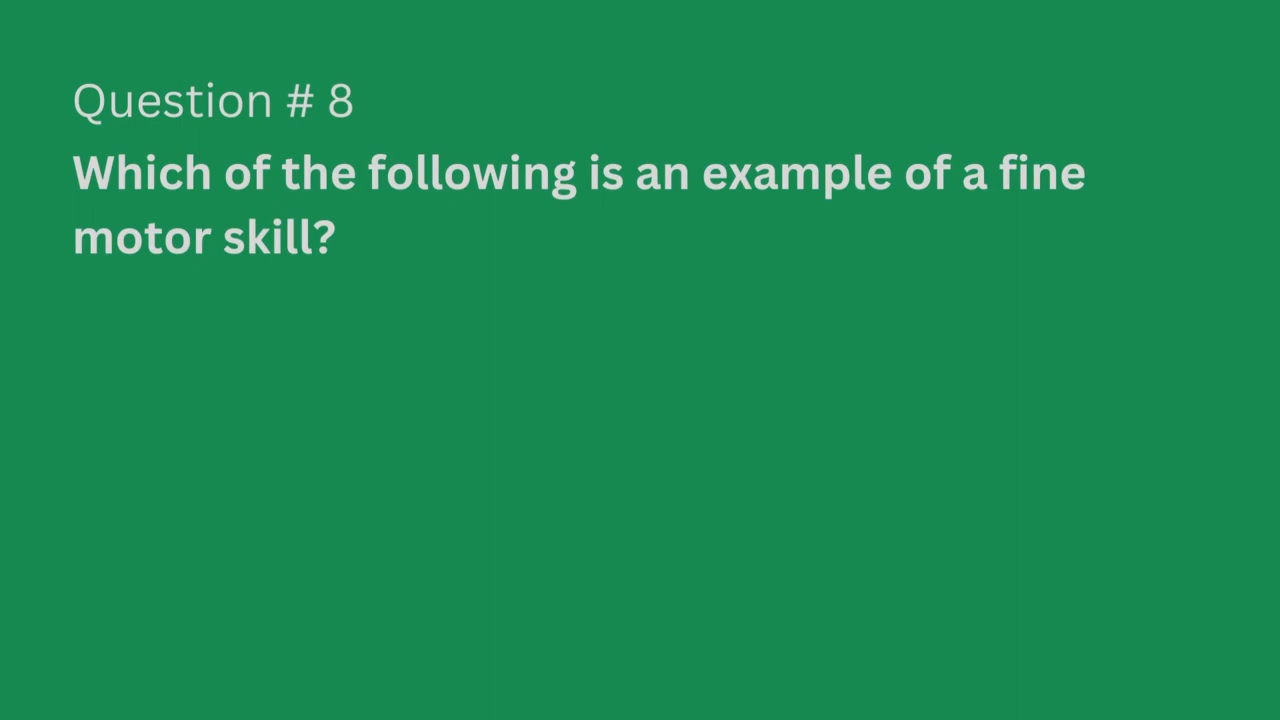 Question # 8
Which of the following is an example of a fine
motor skill?